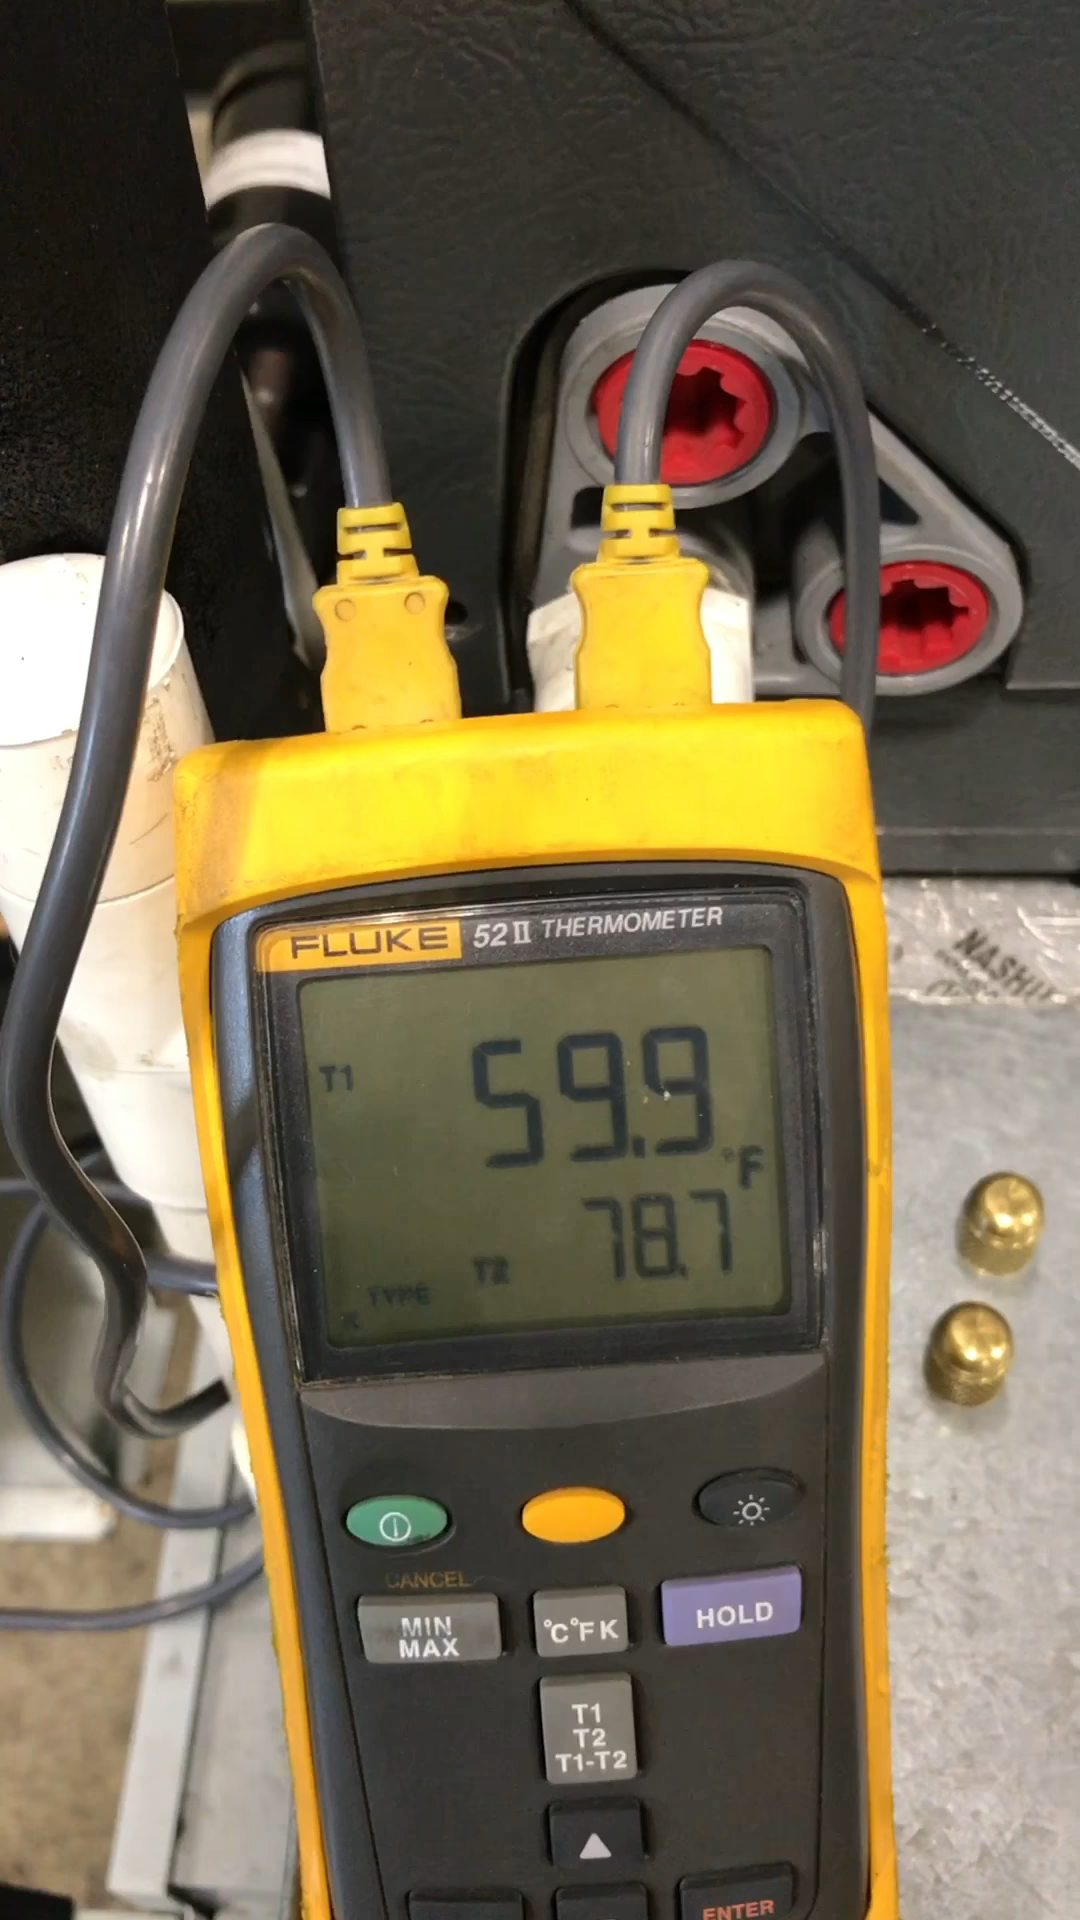 FLUKE 52 II THERMOMETER
T1 59.9 °F
T2 78.7
TYPE
K
CANCEL
MIN
MAX
°C°F K
HOLD
T1
T2
T1-T2
ENTER